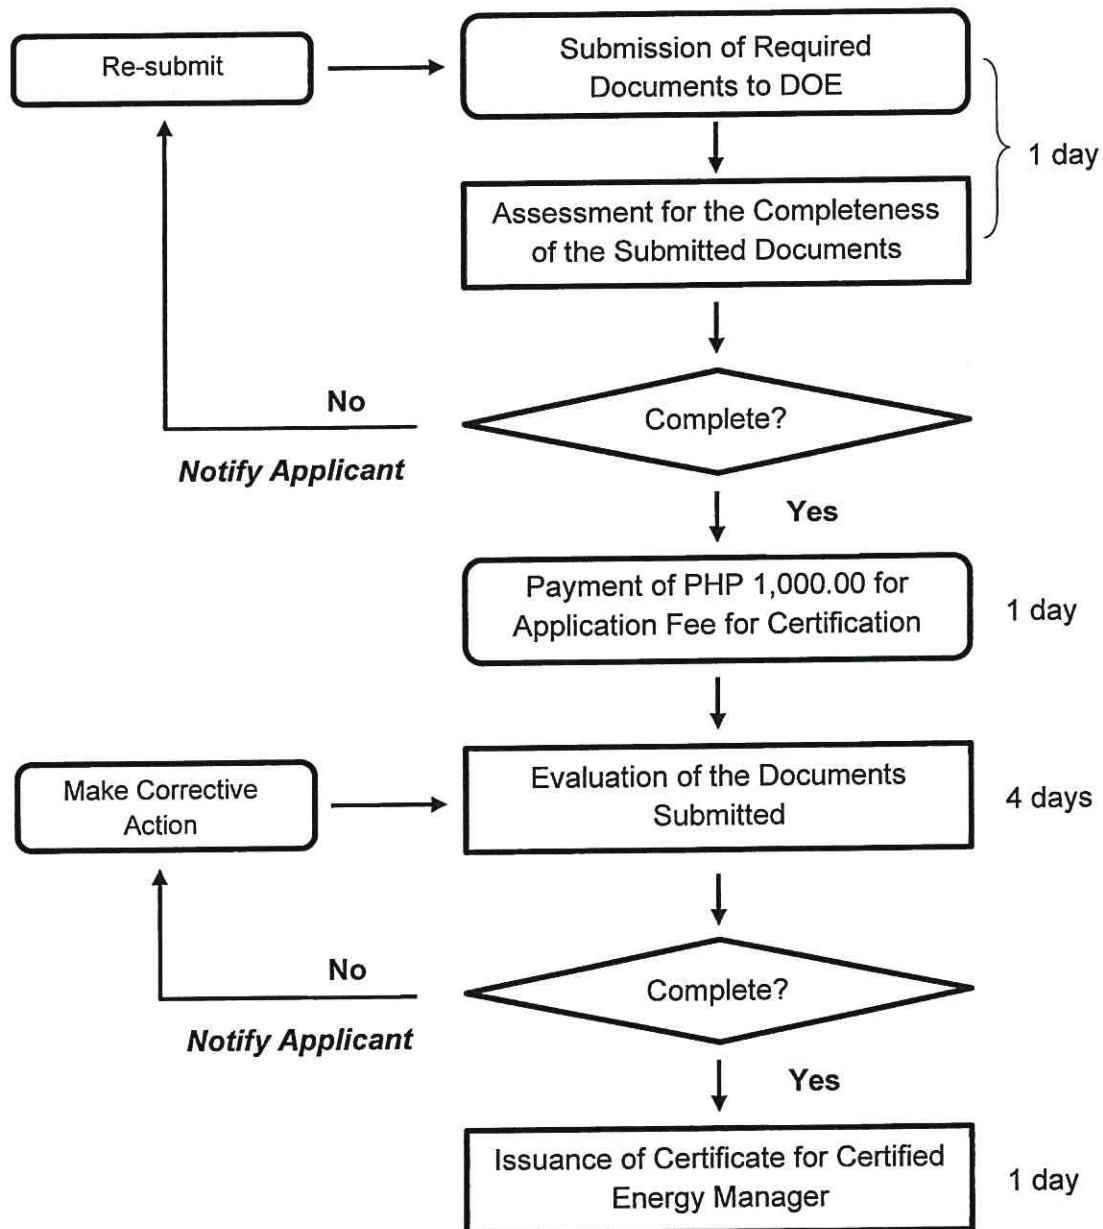 Re-submit
Submission of Required
Documents to DOE
1 day
Assessment for the Completeness
of the Submitted Documents
No
Complete?
Notify Applicant
Yes
Payment of PHP 1,000.00 for
Application Fee for Certification
1 day
Make Corrective
Action
Evaluation of the Documents
Submitted
4 days
No
Complete?
Notify Applicant
Yes
Issuance of Certificate for Certified
Energy Manager
1 day